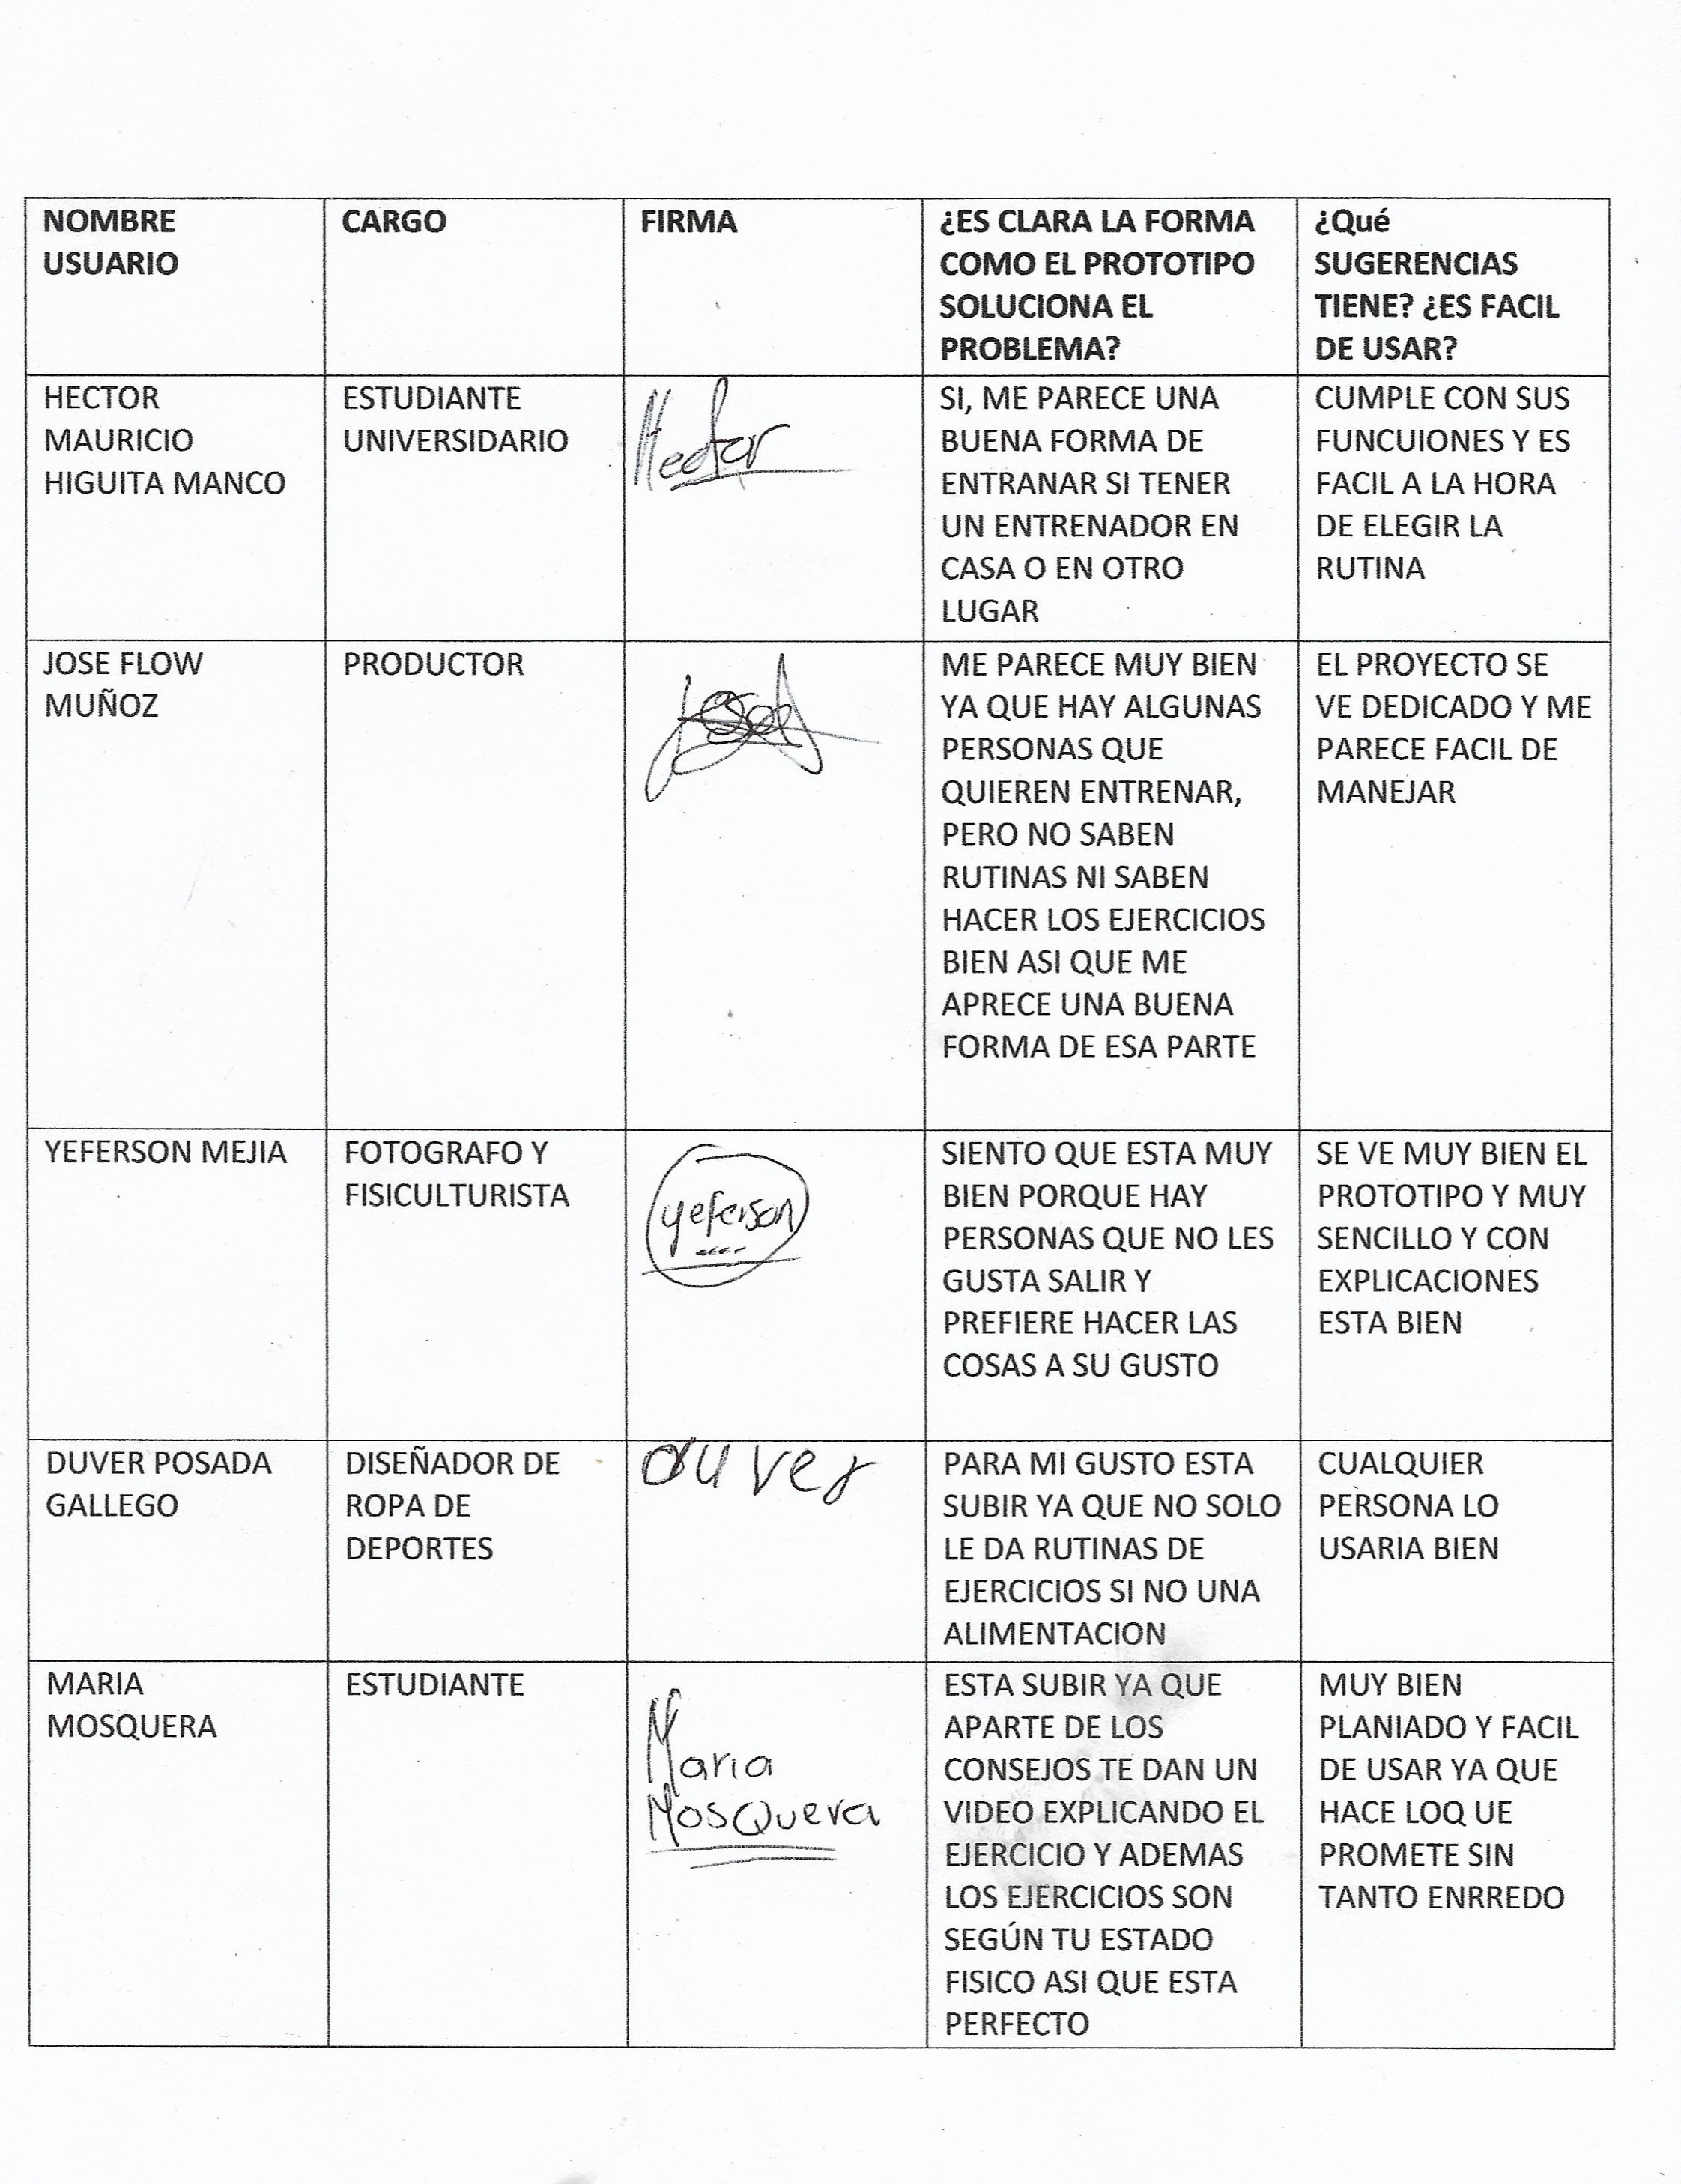 NOMBRE
USUARIO
CARGO
FIRMA
¿ES CLARA LA FORMA
COMO EL PROTOTIPO
SOLUCIONA EL
PROBLEMA?
¿Qué
SUGERENCIAS
TIENE? ¿ES FACIL
DE USAR?
HECTOR
MAURICIO
HIGUITA MANCO
ESTUDIANTE
UNIVERSIDARIO
Hector
SI, ME PARECE UNA
BUENA FORMA DE
ENTRANAR SI TENER
UN ENTRENADOR EN
CASA O EN OTRO
LUGAR
CUMPLE CON SUS
FUNCUIONES Y ES
FACIL A LA HORA
DE ELEGIR LA
RUTINA
JOSE FLOW
MUÑOZ
PRODUCTOR
ME PARECE MUY BIEN
YA QUE HAY ALGUNAS
PERSONAS QUE
QUIEREN ENTRENAR,
PERO NO SABEN
RUTINAS NI SABEN
HACER LOS EJERCICIOS
BIEN ASI QUE ME
APRECE UNA BUENA
FORMA DE ESA PARTE
EL PROYECTO SE
VE DEDICADO Y ME
PARECE FACIL DE
MANEJAR
YEFERSON MEJIA
FOTOGRAFO Y
FISICULTURISTA
yeferson
SIENTO QUE ESTA MUY
BIEN PORQUE HAY
PERSONAS QUE NO LES
GUSTA SALIR Y
PREFIERE HACER LAS
COSAS A SU GUSTO
SE VE MUY BIEN EL
PROTOTIPO Y MUY
SENCILLO Y CON
EXPLICACIONES
ESTA BIEN
DUVER POSADA
GALLEGO
DISEÑADOR DE
ROPA DE
DEPORTES
duver
PARA MI GUSTO ESTA
SUBIR YA QUE NO SOLO
LE DA RUTINAS DE
EJERCICIOS SI NO UNA
ALIMENTACION
CUALQUIER
PERSONA LO
USARIA BIEN
MARIA
MOSQUERA
ESTUDIANTE
Maria
MosQuera
ESTA SUBIR YA QUE
APARTE DE LOS
CONSEJOS TE DAN UN
VIDEO EXPLICANDO EL
EJERCICIO Y ADEMAS
LOS EJERCICIOS SON
SEGÚN TU ESTADO
FISICO ASI QUE ESTA
PERFECTO
MUY BIEN
PLANIADO Y FACIL
DE USAR YA QUE
HACE LOQ UE
PROMETE SIN
TANTO ENRREDO